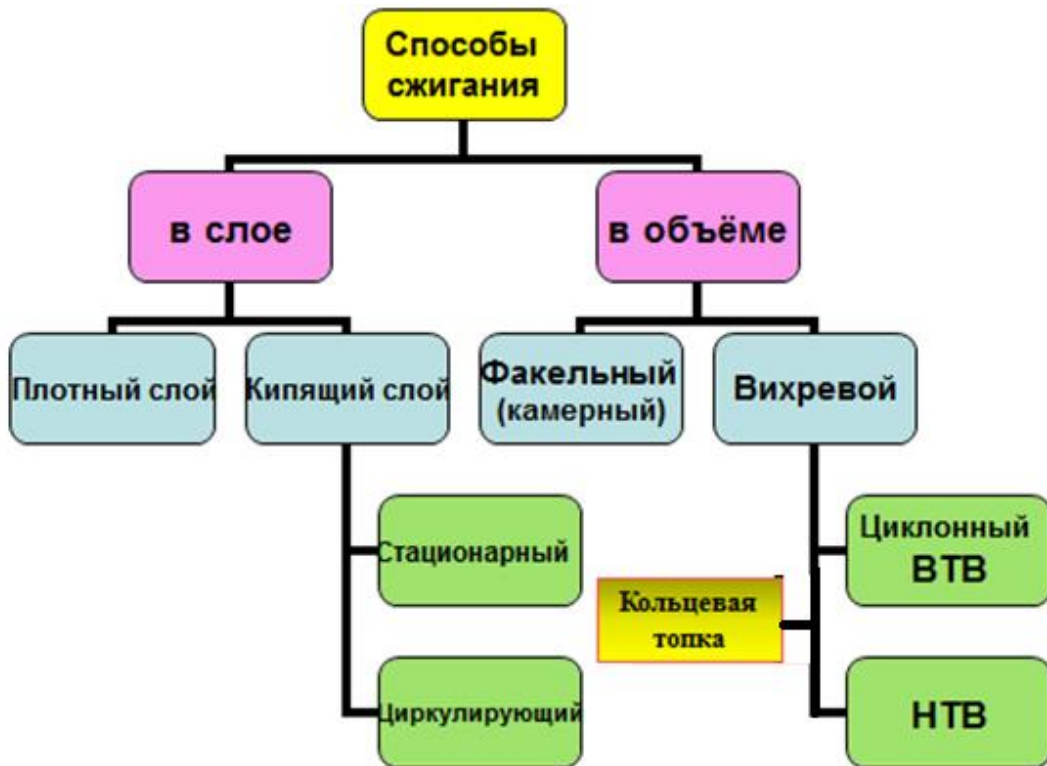 Способы
сжигания
в слое
в объёме
Плотный слой
Кипящий слой
Факельный
(камерный)
Вихревой
Стационарный
Циклонный
ВТВ
Кольцевая
топка
Циркулирующий
НТВ